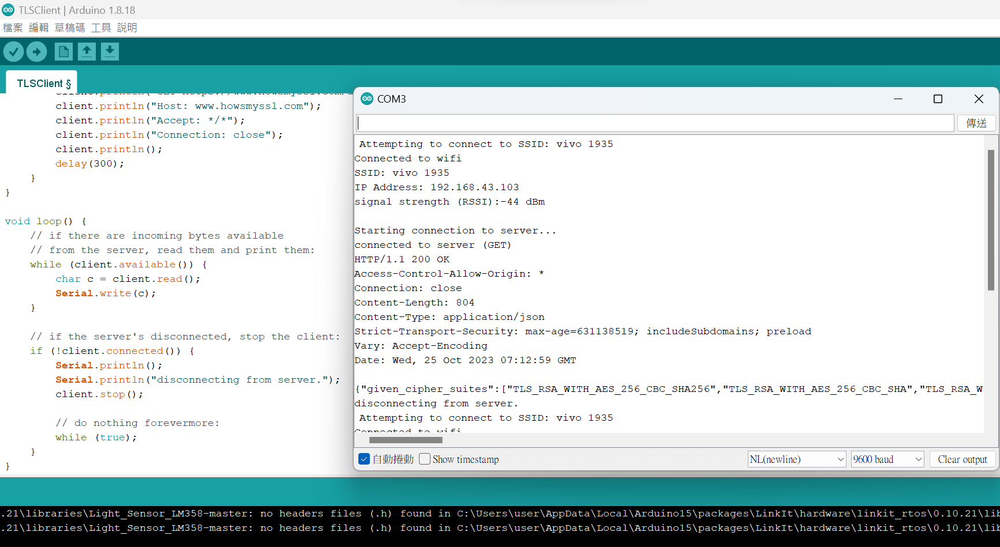 TLSClient | Arduino 1.8.18
檔案 編輯 草稿碼 工具 說明
TLSClient §
client.println("Host: www.howsmyssl.com");
client.println("Accept: */*");
client.println("Connection: close");
client.println();
delay(300);
}
}
void loop() {
// if there are incoming bytes available
// from the server, read them and print them:
while (client.available()) {
char c = client.read();
Serial.write(c);
}
// if the server's disconnected, stop the client:
if (!client.connected()) {
Serial.println();
Serial.println("disconnecting from server.");
client.stop();
// do nothing forevermore:
while (true);
}
}
COM3
傳送
Attempting to connect to SSID: vivo 1935
Connected to wifi
SSID: vivo 1935
IP Address: 192.168.43.103
signal strength (RSSI):-44 dBm
Starting connection to server...
connected to server (GET)
HTTP/1.1 200 OK
Access-Control-Allow-Origin: *
Connection: close
Content-Length: 804
Content-Type: application/json
Strict-Transport-Security: max-age=631138519; includeSubdomains; preload
Vary: Accept-Encoding
Date: Wed, 25 Oct 2023 07:12:59 GMT
{"given_cipher_suites":["TLS_RSA_WITH_AES_256_CBC_SHA256","TLS_RSA_WITH_AES_256_CBC_SHA","TLS_RSA_W
disconnecting from server.
Attempting to connect to SSID: vivo 1935
Connected to wifi
自動捲動 Show timestamp NL(newline) 9600 baud Clear output
.21\libraries\Light_Sensor_LM358-master: no headers files (.h) found in C:\Users\user\AppData\Local\Arduino15\packages\LinkIt\hardware\linkit_rtos\0.10.21\lib
.21\libraries\Light_Sensor_LM358-master: no headers files (.h) found in C:\Users\user\AppData\Local\Arduino15\packages\LinkIt\hardware\linkit_rtos\0.10.21\lib